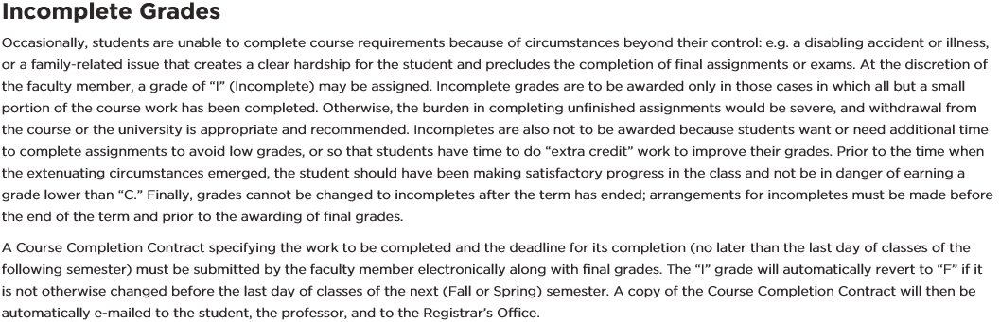 Incomplete Grades
Occasionally, students are unable to complete course requirements because of circumstances beyond their control: e.g. a disabling accident or illness,
or a family-related issue that creates a clear hardship for the student and precludes the completion of final assignments or exams. At the discretion of
the faculty member, a grade of “I” (Incomplete) may be assigned. Incomplete grades are to be awarded only in those cases in which all but a small
portion of the course work has been completed. Otherwise, the burden in completing unfinished assignments would be severe, and withdrawal from
the course or the university is appropriate and recommended. Incompletes are also not to be awarded because students want or need additional time
to complete assignments to avoid low grades, or so that students have time to do “extra credit” work to improve their grades. Prior to the time when
the extenuating circumstances emerged, the student should have been making satisfactory progress in the class and not be in danger of earning a
grade lower than “C.” Finally, grades cannot be changed to incompletes after the term has ended; arrangements for incompletes must be made before
the end of the term and prior to the awarding of final grades.
A Course Completion Contract specifying the work to be completed and the deadline for its completion (no later than the last day of classes of the
following semester) must be submitted by the faculty member electronically along with final grades. The “I” grade will automatically revert to “F” if it
is not otherwise changed before the last day of classes of the next (Fall or Spring) semester. A copy of the Course Completion Contract will then be
automatically e-mailed to the student, the professor, and to the Registrar’s Office.